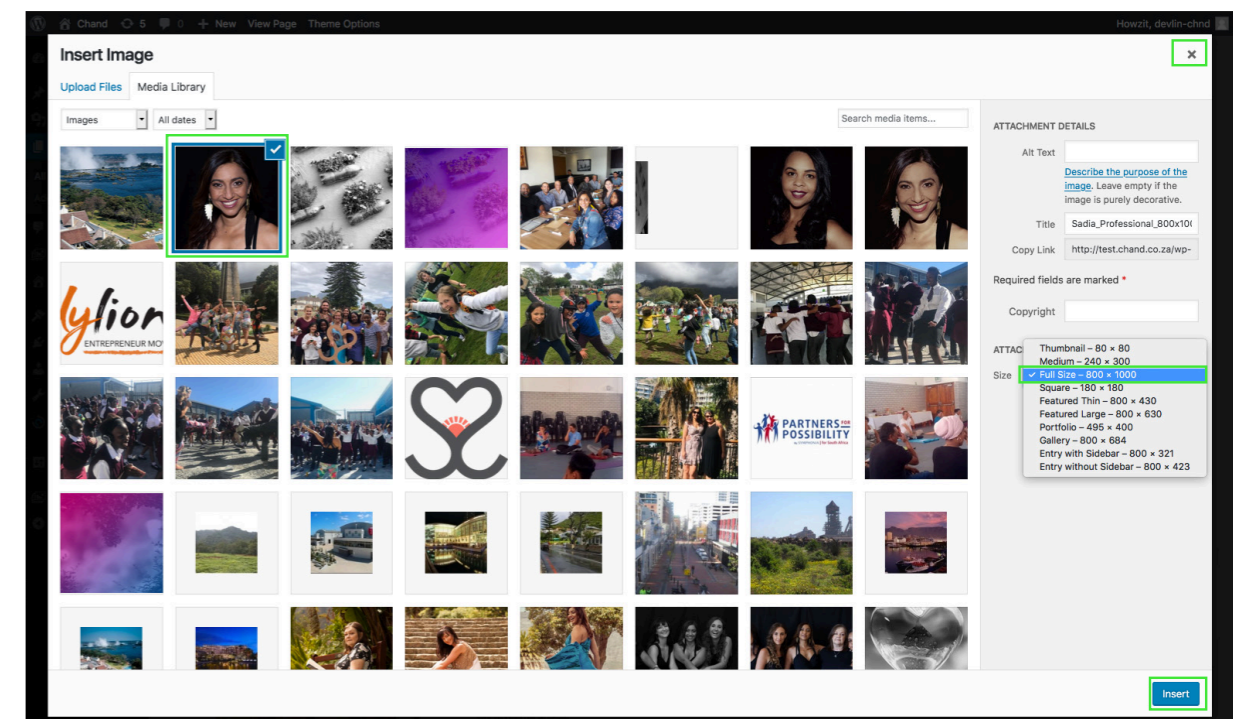 Chand 5 0 + New View Page Theme Options Howzit, devlin-chnd
Insert Image ×
Upload Files Media Library
Images All dates Search media items...
ATTACHMENT DETAILS
Alt Text
Describe the purpose of the
image. Leave empty if the
image is purely decorative.
Title Sadia_Professional_800x10
Copy Link http://test.chand.co.za/wp-
Required fields are marked *
Copyright
ylion
ENTREPRENEUR MO
ATTAC
Size
Thumbnail – 80 × 80
Medium – 240 × 300
✓ Full Size – 800 × 1000
Square – 180 × 180
Featured Thin – 800 × 430
Featured Large – 800 × 630
Portfolio – 495 × 400
Gallery – 800 × 684
Entry with Sidebar – 800 × 321
Entry without Sidebar – 800 × 423
PARTNERS FOR
POSSIBILITY
Insert